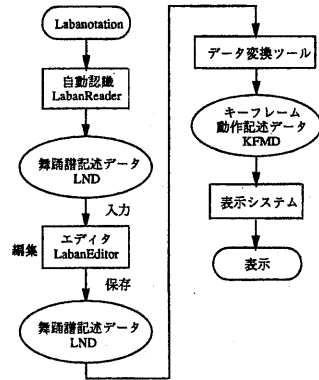 Labanotation
自動認識
LabanReader
舞踊譜記述データ
LND
入力
編集
エディタ
LabanEditor
保存
舞踊譜記述データ
LND
データ変換ツール
キーフレーム
動作記述データ
KFMD
表示システム
表示